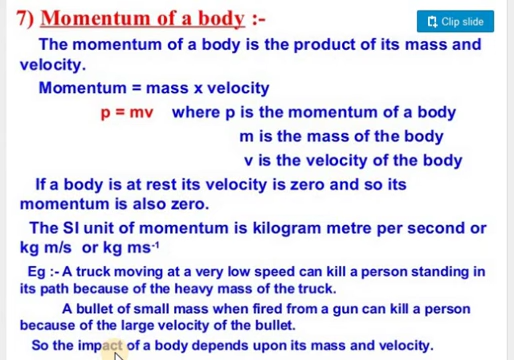 7) Momentum of a body :-
Clip slide
The momentum of a body is the product of its mass and
velocity.
Momentum = mass x velocity
p = mv where p is the momentum of a body
m is the mass of the body
v is the velocity of the body
If a body is at rest its velocity is zero and so its
momentum is also zero.
The SI unit of momentum is kilogram metre per second or
kg m/s or kg ms⁻¹
Eg :- A truck moving at a very low speed can kill a person standing in
its path because of the heavy mass of the truck.
A bullet of small mass when fired from a gun can kill a person
because of the large velocity of the bullet.
So the impact of a body depends upon its mass and velocity.